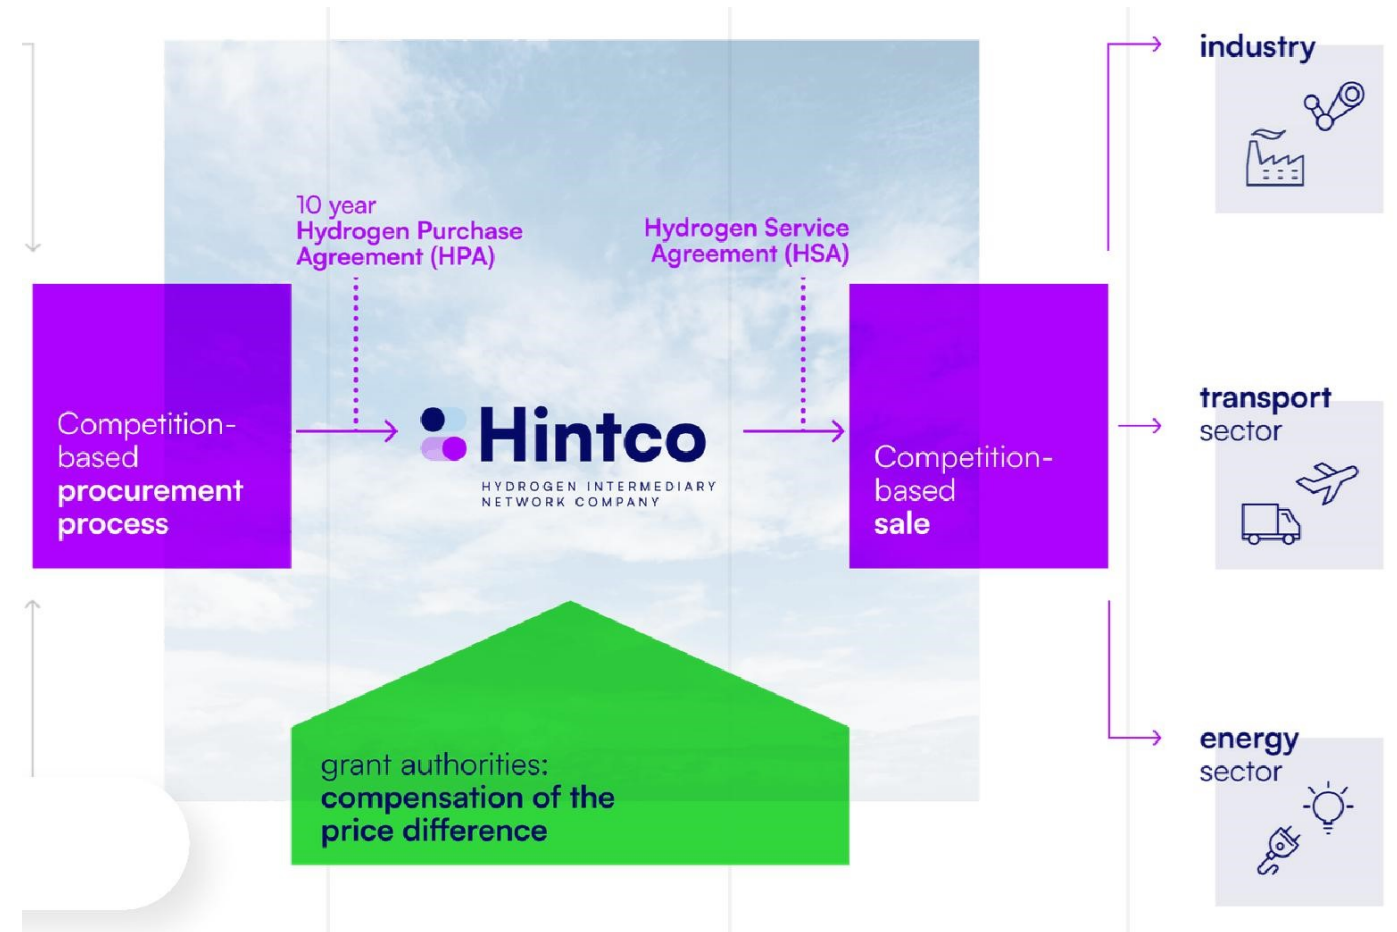 industry
10 year
Hydrogen Purchase
Agreement (HPA)
Hydrogen Service
Agreement (HSA)
Competition-
based
procurement
process
Hintco
HYDROGEN INTERMEDIARY
NETWORK COMPANY
Competition-
based
sale
transport
sector
grant authorities:
compensation of the
price difference
energy
sector